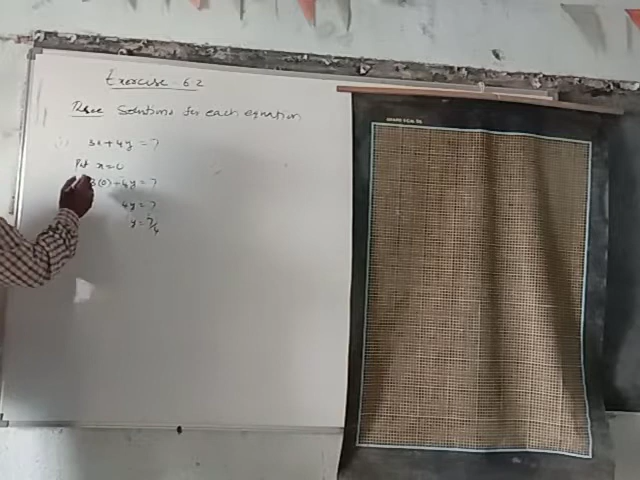 Exercise - 6.2
Solutions for each equation
1) 3x + 4y = 7
Put x = 0
3(0) + 4y = 7
4y = 7
y = 7/4